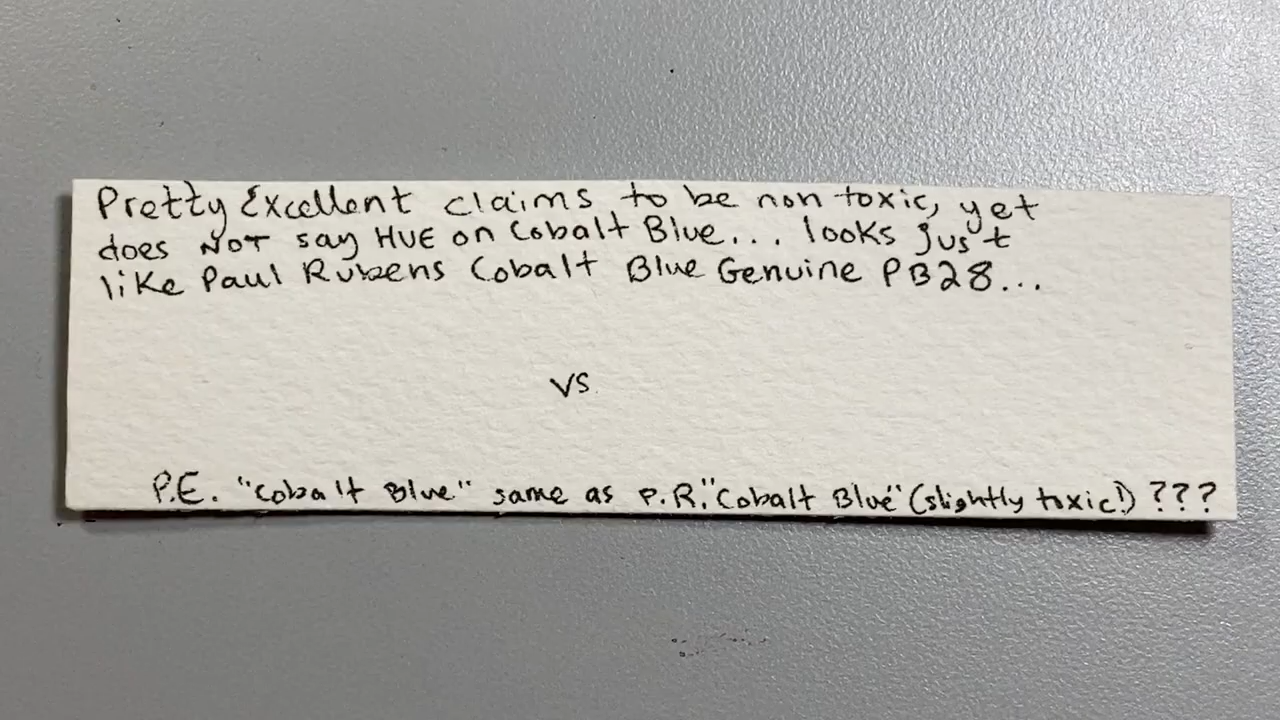 Pretty Excellent claims to be non toxic, yet
does NOT say HUE on Cobalt Blue... looks just
like Paul Rubens Cobalt Blue Genuine PB28...
vs
P.E. "Cobalt Blue" same as P.R. "Cobalt Blue" (slightly toxic!) ???